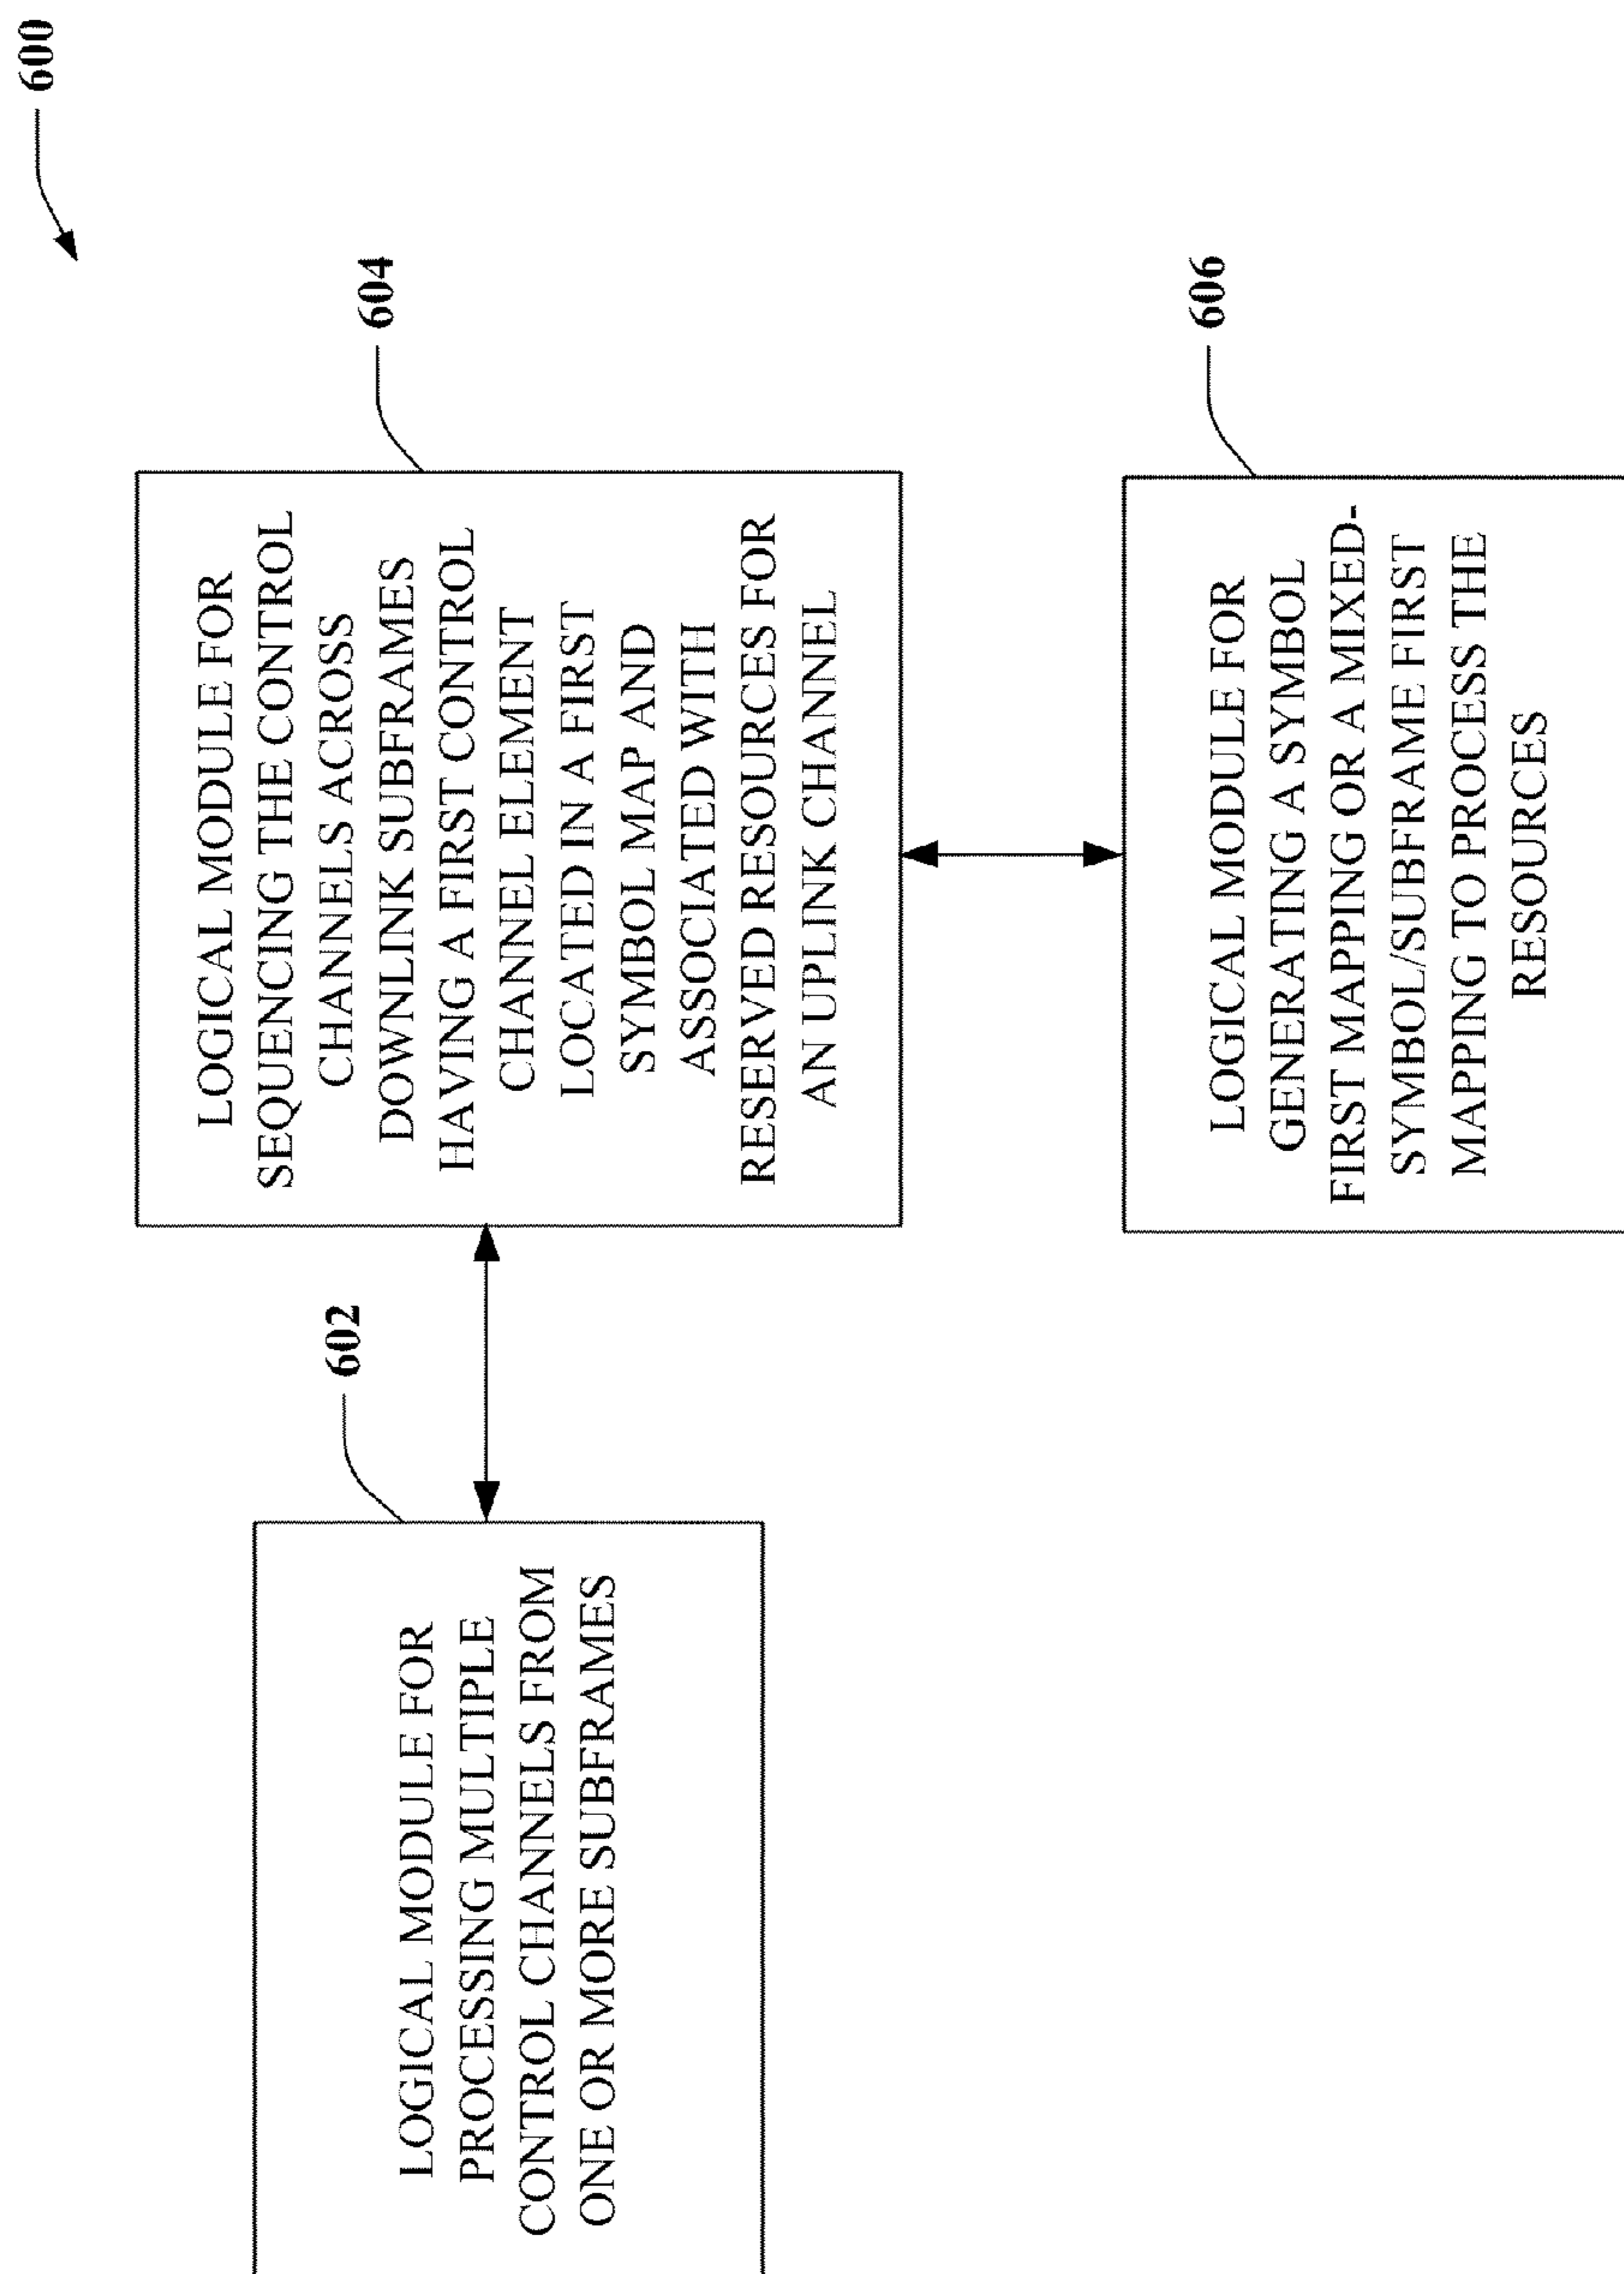 600
602
LOGICAL MODULE FOR
PROCESSING MULTIPLE
CONTROL CHANNELS FROM
ONE OR MORE SUBFRAMES
604
LOGICAL MODULE FOR
SEQUENCING THE CONTROL
CHANNELS ACROSS
DOWNLINK SUBFRAMES
HAVING A FIRST CONTROL
CHANNEL ELEMENT
LOCATED IN A FIRST
SYMBOL MAP AND
ASSOCIATED WITH
RESERVED RESOURCES FOR
AN UPLINK CHANNEL
606
LOGICAL MODULE FOR
GENERATING A SYMBOL
FIRST MAPPING OR A MIXED-
SYMBOL/SUBFRAME FIRST
MAPPING TO PROCESS THE
RESOURCES